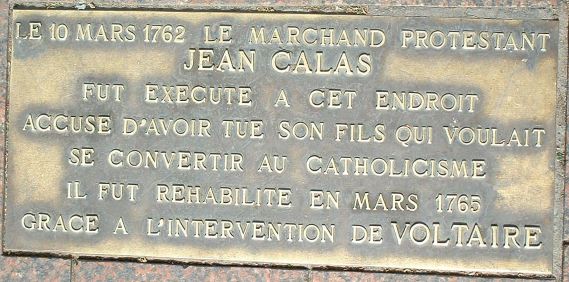 LE 10 MARS 1762 LE MARCHAND PROTESTANT
JEAN CALAS
FUT EXECUTE A CET ENDROIT
ACCUSE D'AVOIR TUE SON FILS QUI VOULAIT
SE CONVERTIR AU CATHOLICISME
IL FUT REHABILITE EN MARS 1765
GRACE A L'INTERVENTION DE VOLTAIRE